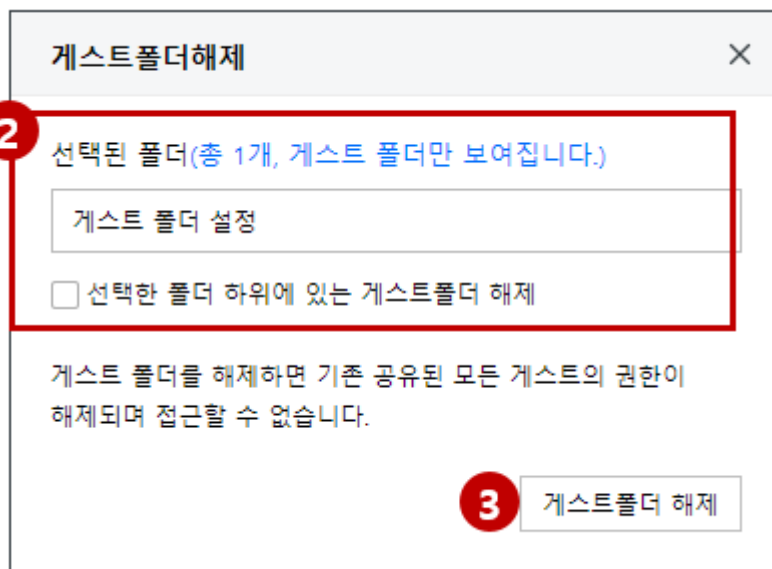 게스트폴더해제
2
선택된 폴더(총 1개, 게스트 폴더만 보여집니다.)
게스트 폴더 설정
선택한 폴더 하위에 있는 게스트폴더 해제
게스트 폴더를 해제하면 기존 공유된 모든 게스트의 권한이
해제되며 접근할 수 없습니다.
3 게스트폴더 해제